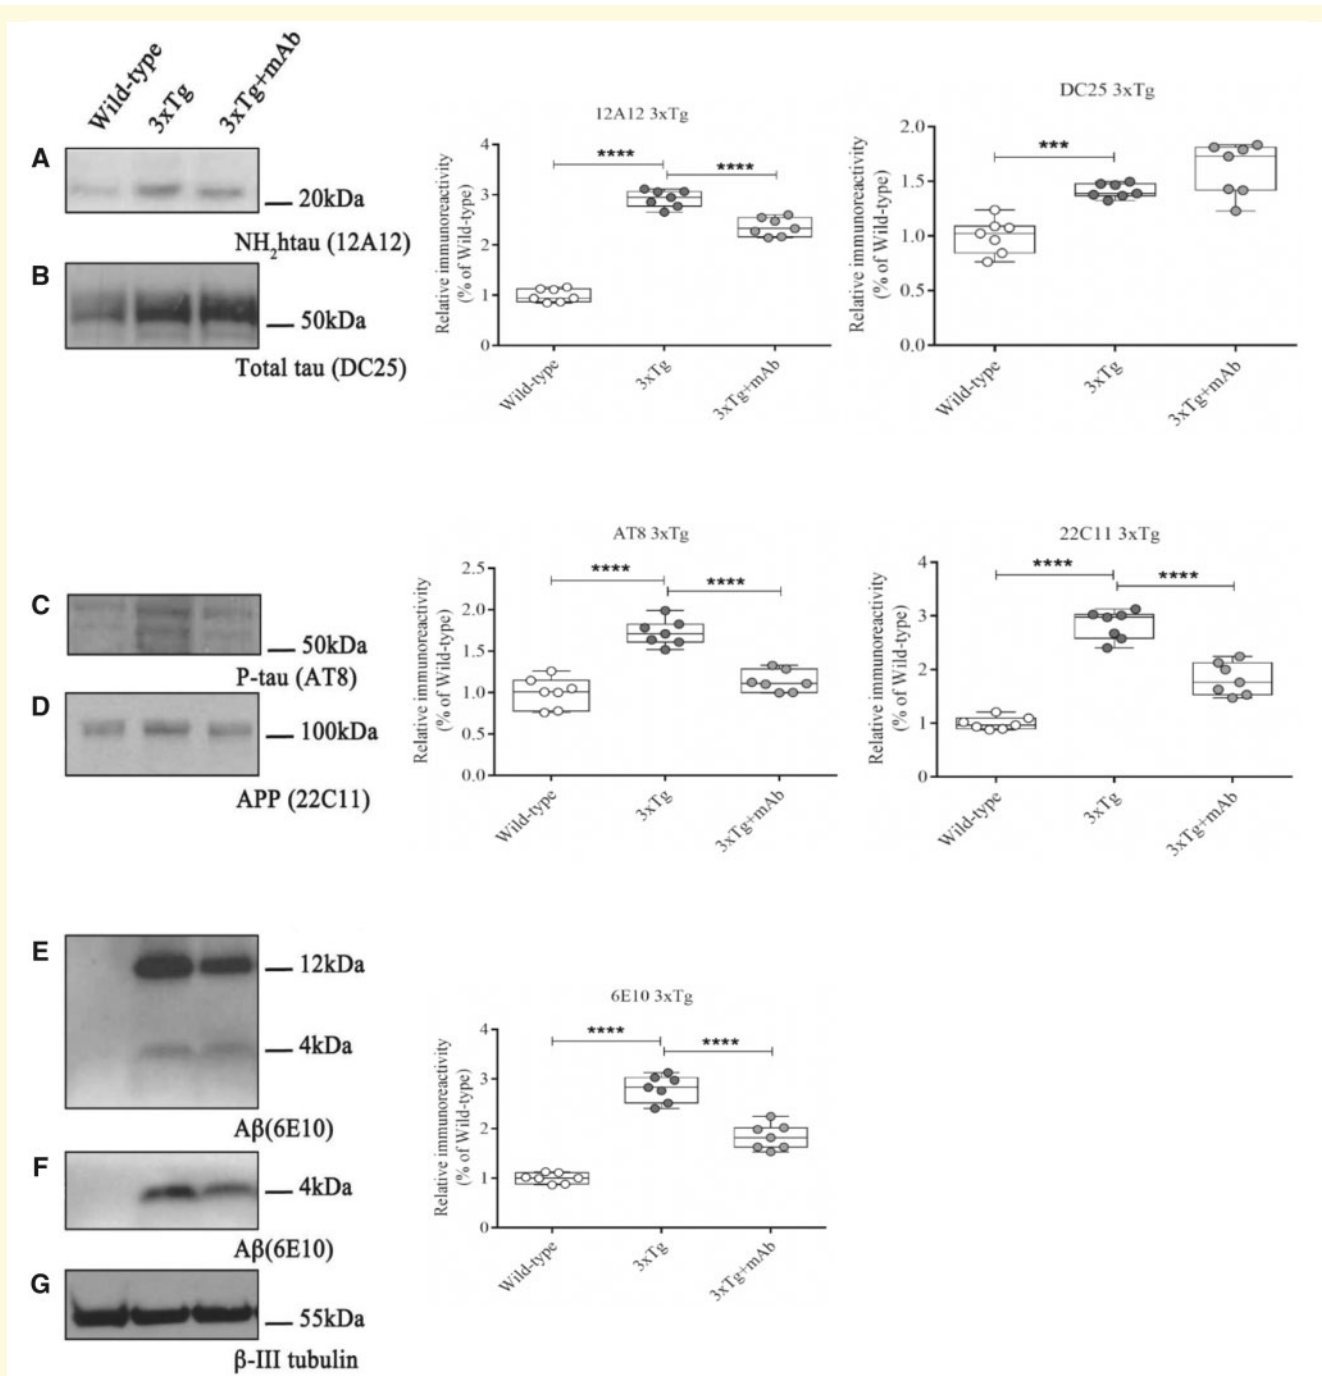 Wild-type
3xTg
3xTg+mAb
A
20kDa
NH2htau (12A12)
B
50kDa
Total tau (DC25)
12A12 3xTg
Relative immunoreactivity
(% of Wild-type)
4
3
2
1
0
****
****
Wild-type
3xTg
3xTg+mAb
DC25 3xTg
Relative immunoreactivity
(% of Wild-type)
2.0
1.5
1.0
0.5
0.0
***
Wild-type
3xTg
3xTg+mAb
C
50kDa
P-tau (AT8)
D
100kDa
APP (22C11)
AT8 3xTg
Relative immunoreactivity
(% of Wild-type)
2.5
2.0
1.5
1.0
0.5
0.0
****
****
Wild-type
3xTg
3xTg+mAb
22C11 3xTg
Relative immunoreactivity
(% of Wild-type)
4
3
2
1
0
****
****
Wild-type
3xTg
3xTg+mAb
E
12kDa
4kDa
Aβ(6E10)
F
4kDa
Aβ(6E10)
G
55kDa
β-III tubulin
6E10 3xTg
Relative immunoreactivity
(% of Wild-type)
4
3
2
1
0
****
****
Wild-type
3xTg
3xTg+mAb